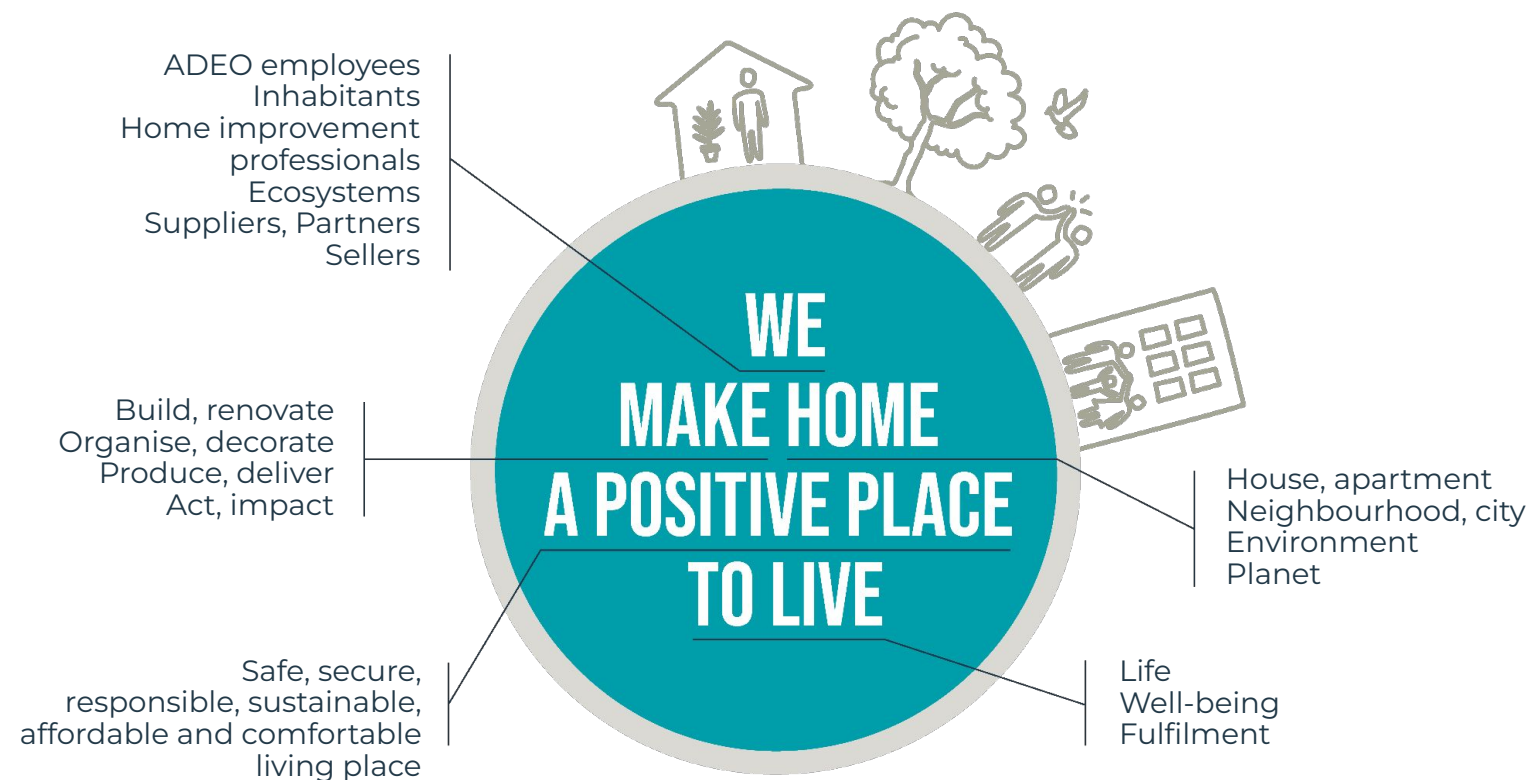 ADEO employees
Inhabitants
Home improvement
professionals
Ecosystems
Suppliers, Partners
Sellers
WE
MAKE HOME
A POSITIVE PLACE
TO LIVE
Build, renovate
Organise, decorate
Produce, deliver
Act, impact
House, apartment
Neighbourhood, city
Environment
Planet
Safe, secure,
responsible, sustainable,
affordable and comfortable
living place
Life
Well-being
Fulfilment